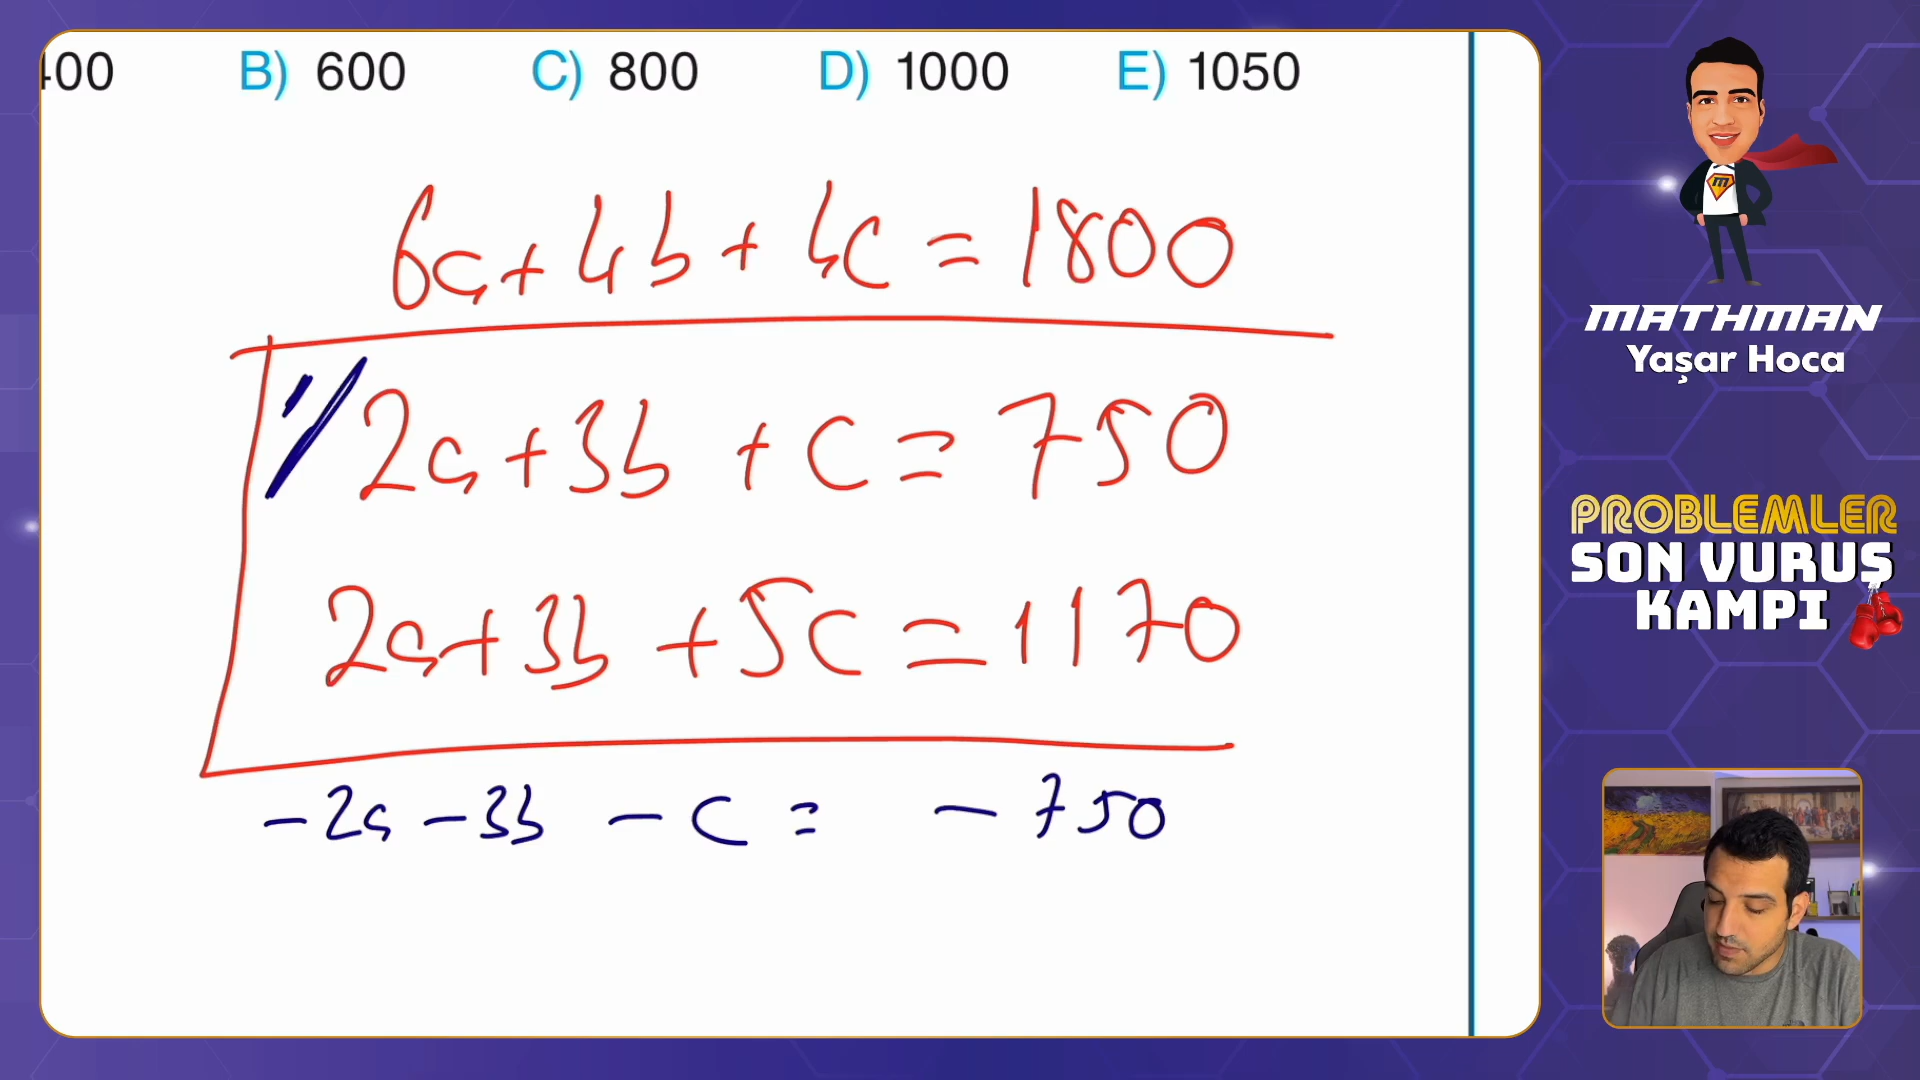 400 B) 600 C) 800 D) 1000 E) 1050
6a+4b+4c=1800
2a+3b+c=750
2a+3b+5c=1170
-2a-3b-c= -750
m
MATHMAN
Yaşar Hoca
PROBLEMLER
SON VURUŞ
KAMPI